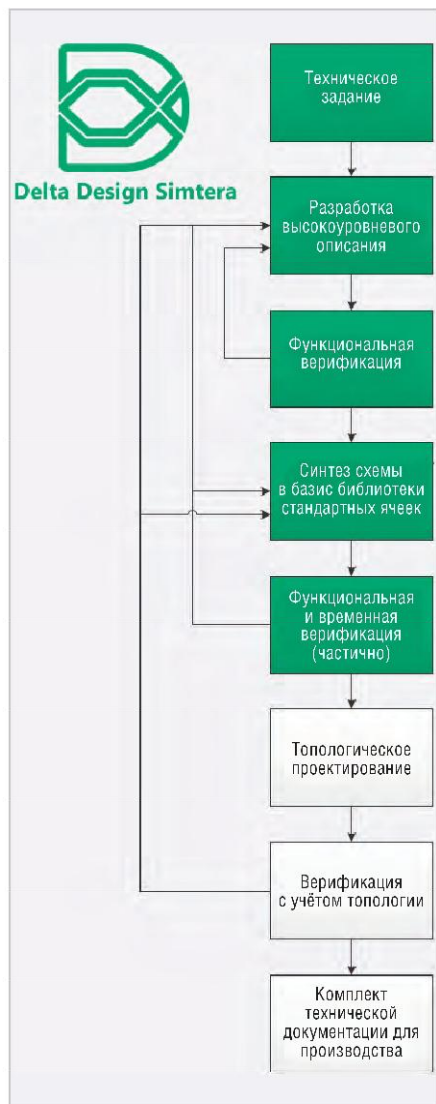 Delta Design Simtera
Техническое
задание
Разработка
высокоуровневого
описания
Функциональная
верификация
Синтез схемы
в базис библиотеки
стандартных ячеек
Функциональная
и временная
верификация
(частично)
Топологическое
проектирование
Верификация
с учётом топологии
Комплект
технической
документации для
производства